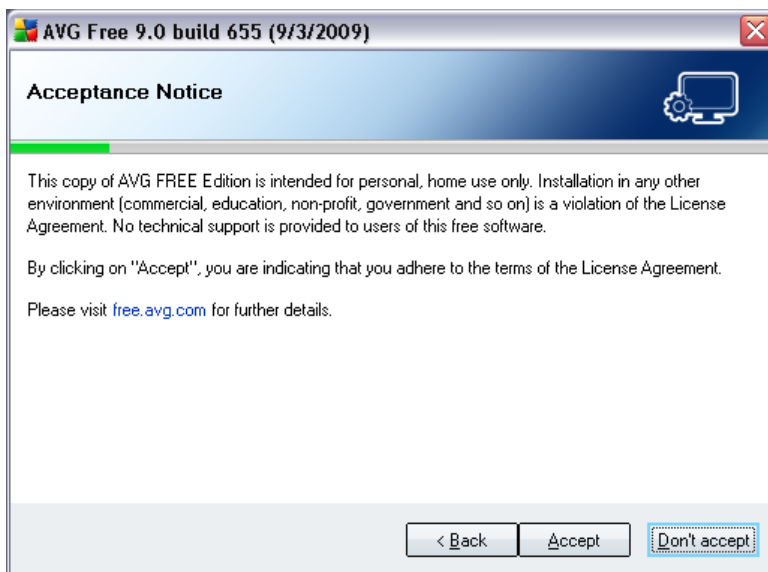 AVG Free 9.0 build 655 (9/3/2009)
Acceptance Notice
This copy of AVG FREE Edition is intended for personal, home use only. Installation in any other
environment (commercial, education, non-profit, government and so on) is a violation of the License
Agreement. No technical support is provided to users of this free software.
By clicking on "Accept", you are indicating that you adhere to the terms of the License Agreement.
Please visit free.avg.com for further details.
< Back Accept Don't accept